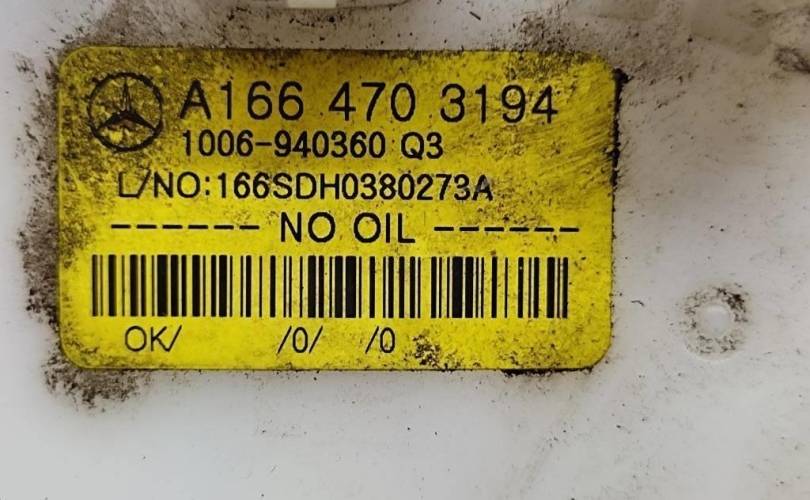 A166 470 3194
1006-940360 Q3
L/NO:166SDH0380273A
------ NO OIL ------
OK/ /0/ /0